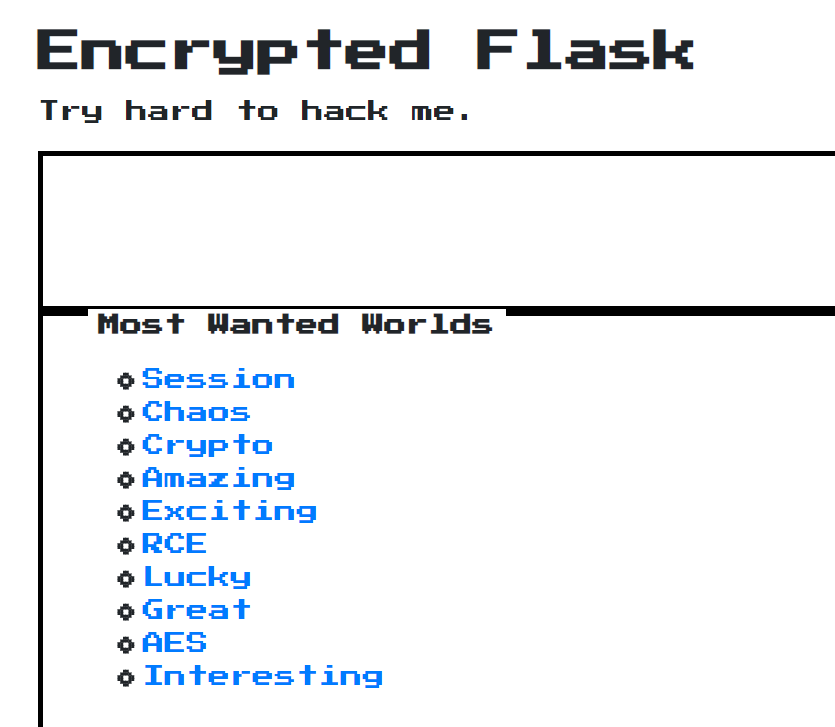 Encrypted Flask
Try hard to hack me.
Most Wanted Worlds
Session
Chaos
Crypto
Amazing
Exciting
RCE
Lucky
Great
AES
Interesting